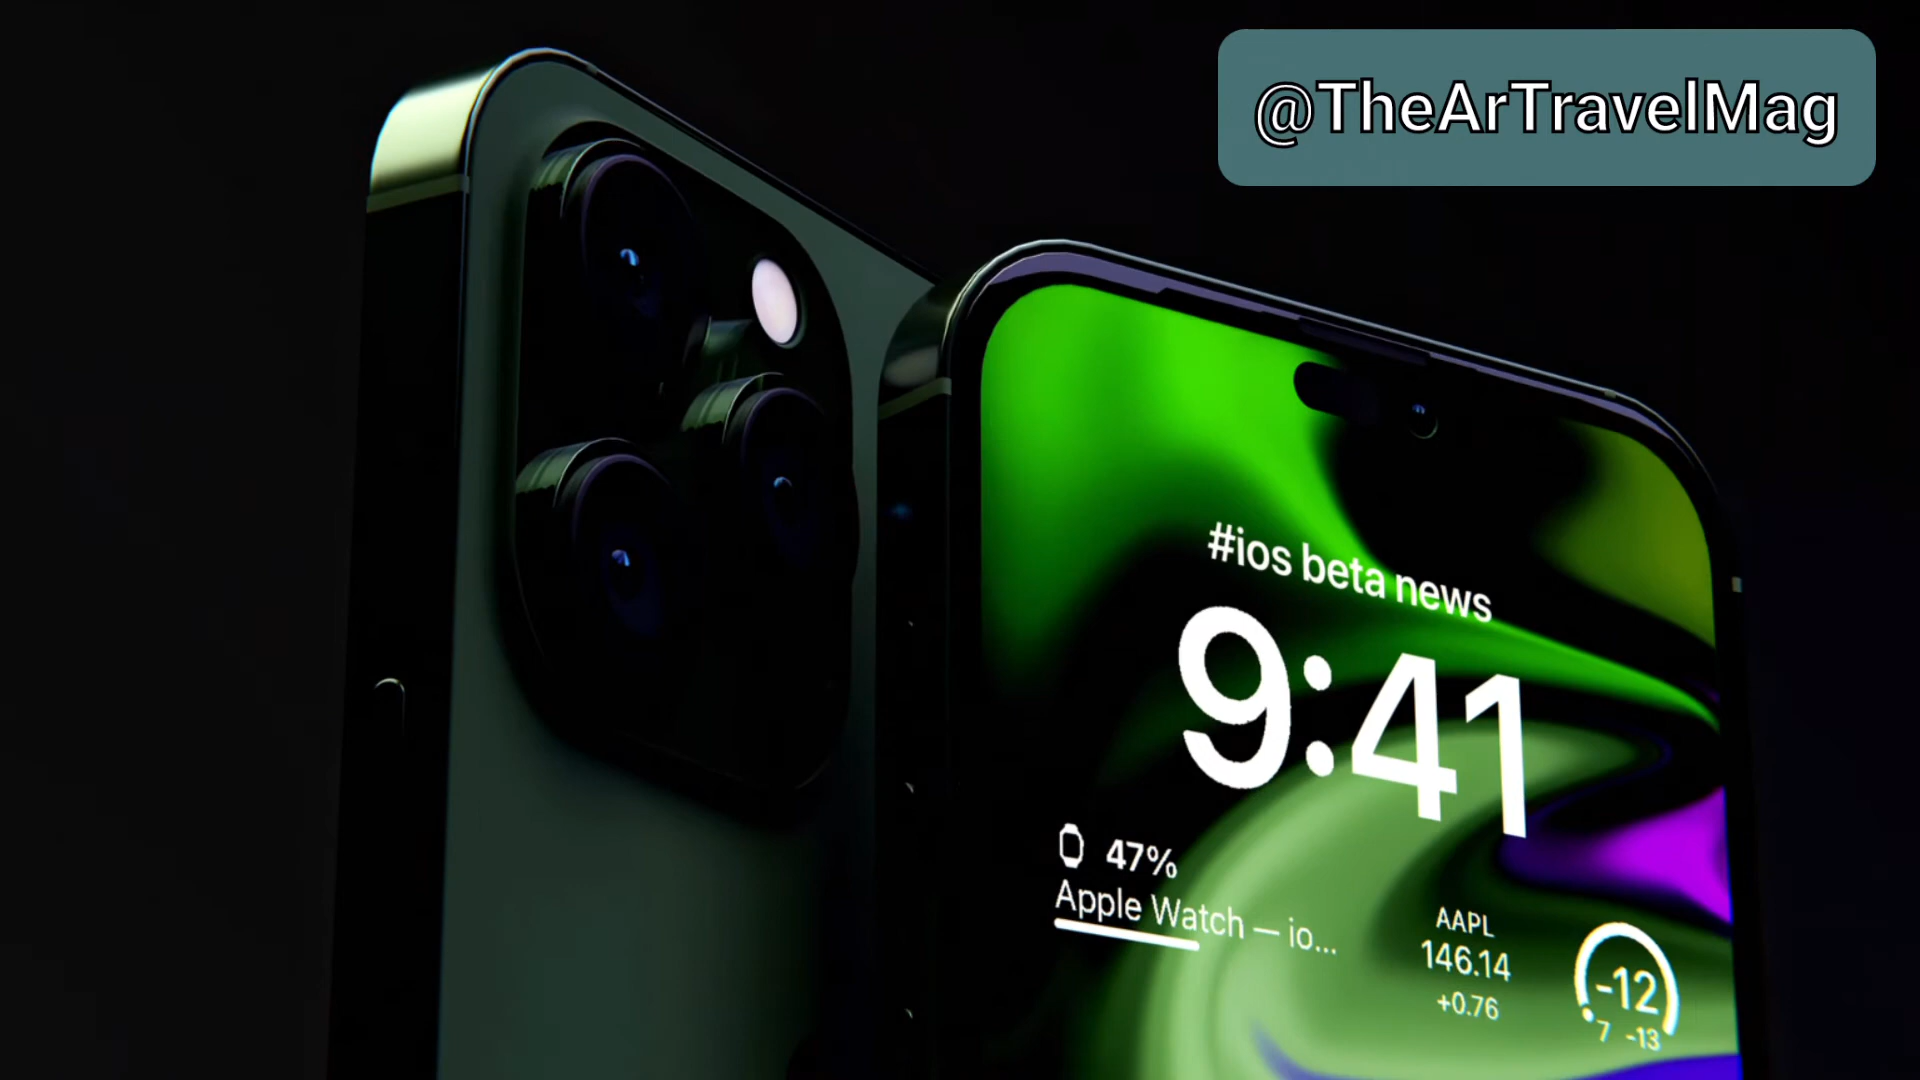 @TheArTravelMag
#ios beta news
9:41
47%
Apple Watch — io...
AAPL
146.14
+0.76
-12
7 -13